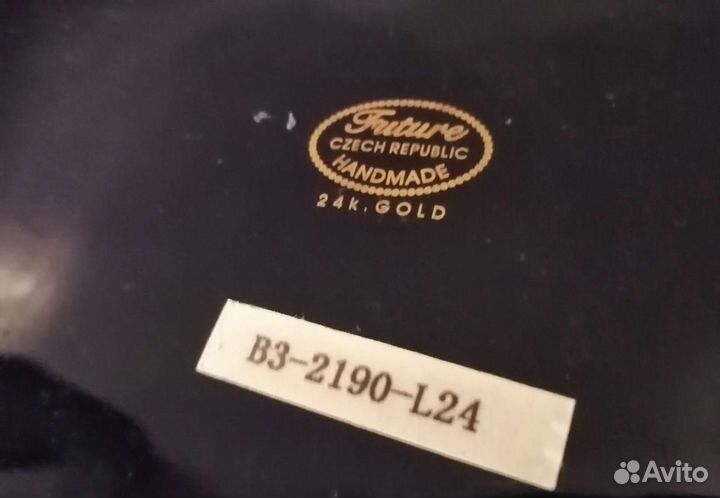 Future
CZECH REPUBLIC
HANDMADE
24k. GOLD
B3-2190-L24
Avito